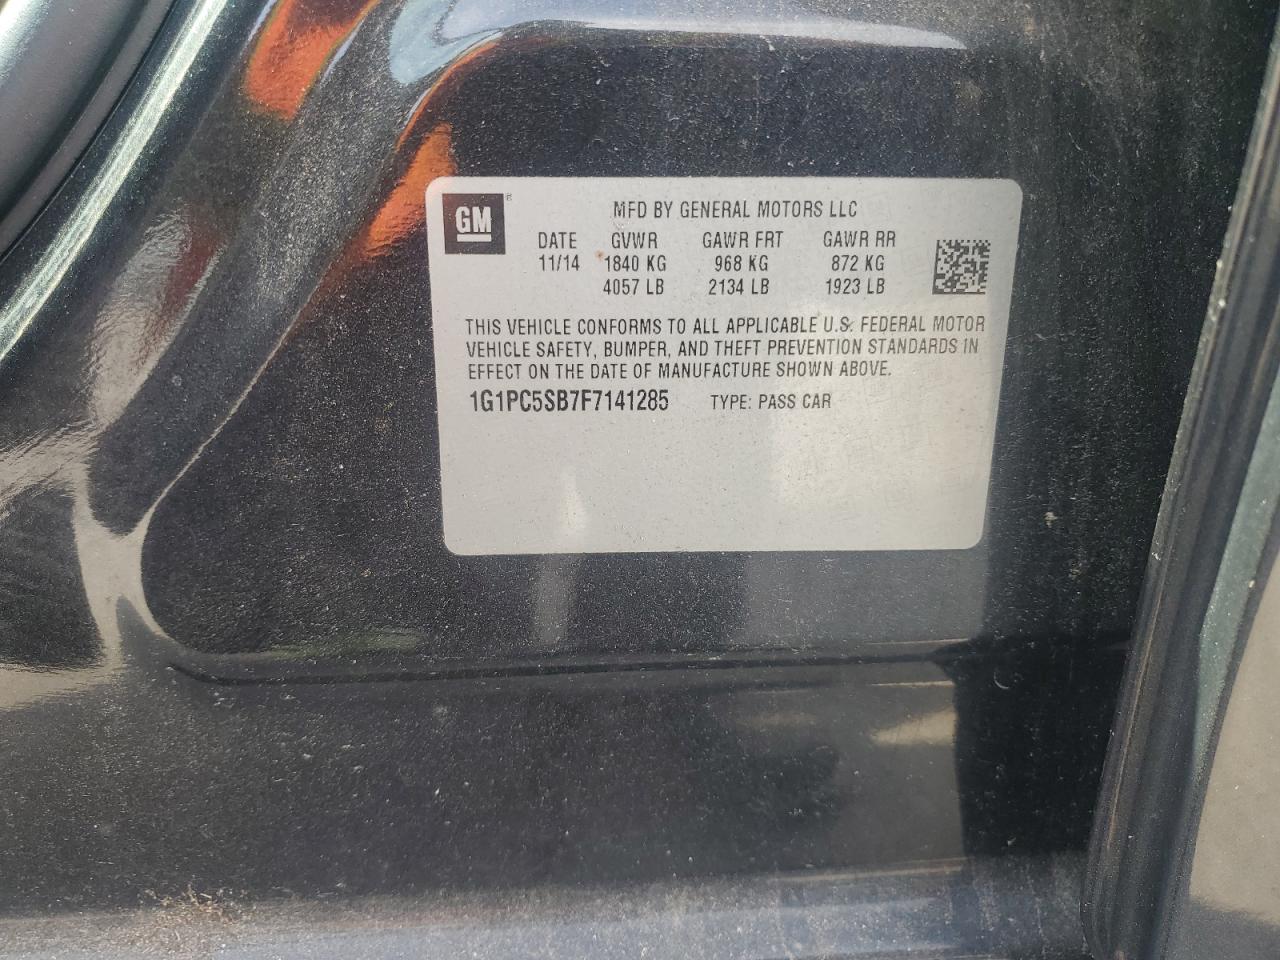 GM ®
MFD BY GENERAL MOTORS LLC
DATE GVWR GAWR FRT GAWR RR
11/14 1840 KG 968 KG 872 KG
4057 LB 2134 LB 1923 LB
THIS VEHICLE CONFORMS TO ALL APPLICABLE U.S. FEDERAL MOTOR
VEHICLE SAFETY, BUMPER, AND THEFT PREVENTION STANDARDS IN
EFFECT ON THE DATE OF MANUFACTURE SHOWN ABOVE.
1G1PC5SB7F7141285 TYPE: PASS CAR